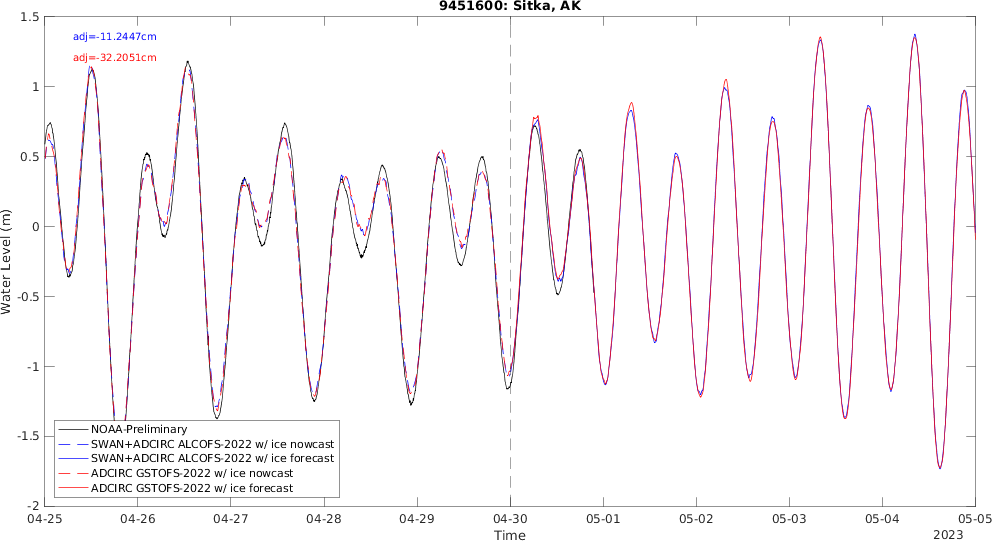 9451600: Sitka, AK
adj=-11.2447cm
adj=-32.2051cm
1.5
1
0.5
0
-0.5
-1
-1.5
-2
Water Level (m)
NOAA-Preliminary
SWAN+ADCIRC ALCOFS-2022 w/ ice nowcast
SWAN+ADCIRC ALCOFS-2022 w/ ice forecast
ADCIRC GSTOFS-2022 w/ ice nowcast
ADCIRC GSTOFS-2022 w/ ice forecast
04-25 04-26 04-27 04-28 04-29 04-30 05-01 05-02 05-03 05-04 05-05
Time
2023